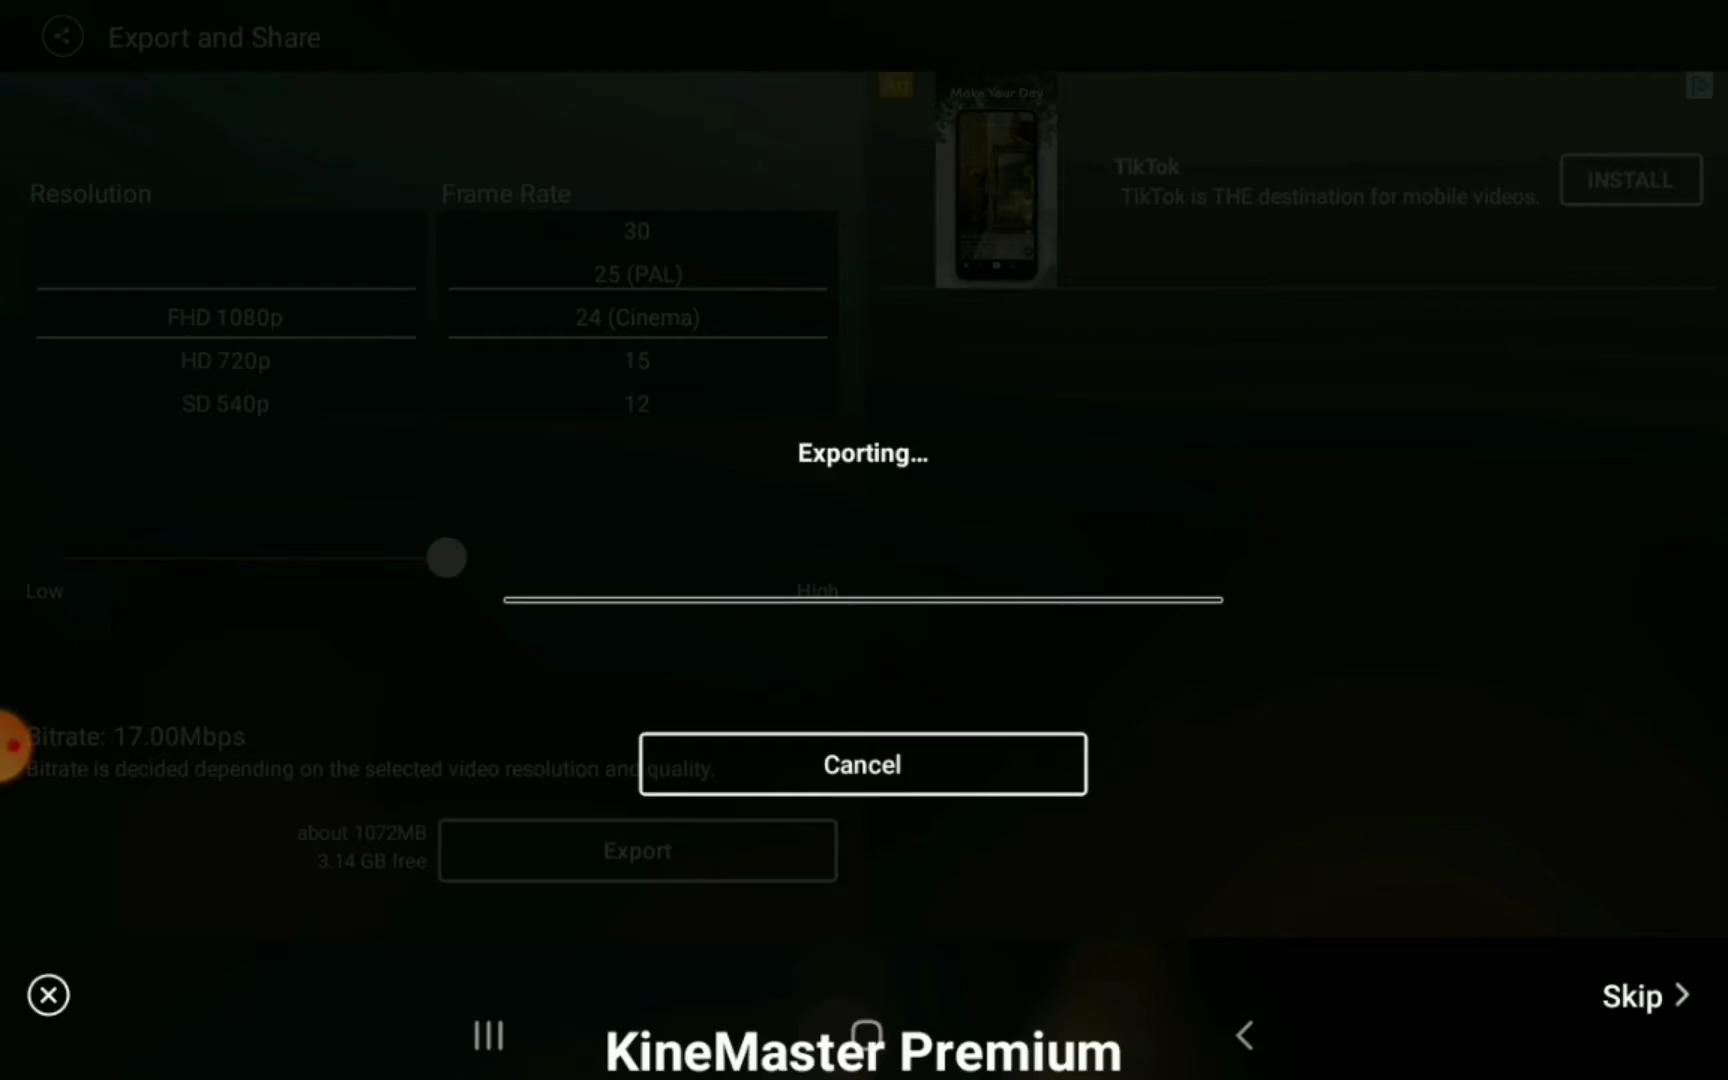 Export and Share
Ad
Make Your Day
TikTok
TikTok is THE destination for mobile videos.
INSTALL
Resolution
Frame Rate
30
25 (PAL)
FHD 1080p
24 (Cinema)
HD 720p
15
SD 540p
12
Exporting...
Low
High
Bitrate: 17.00Mbps
Bitrate is decided depending on the selected video resolution and quality.
Cancel
about 1072MB
3.14 GB free
Export
Skip
KineMaster Premium